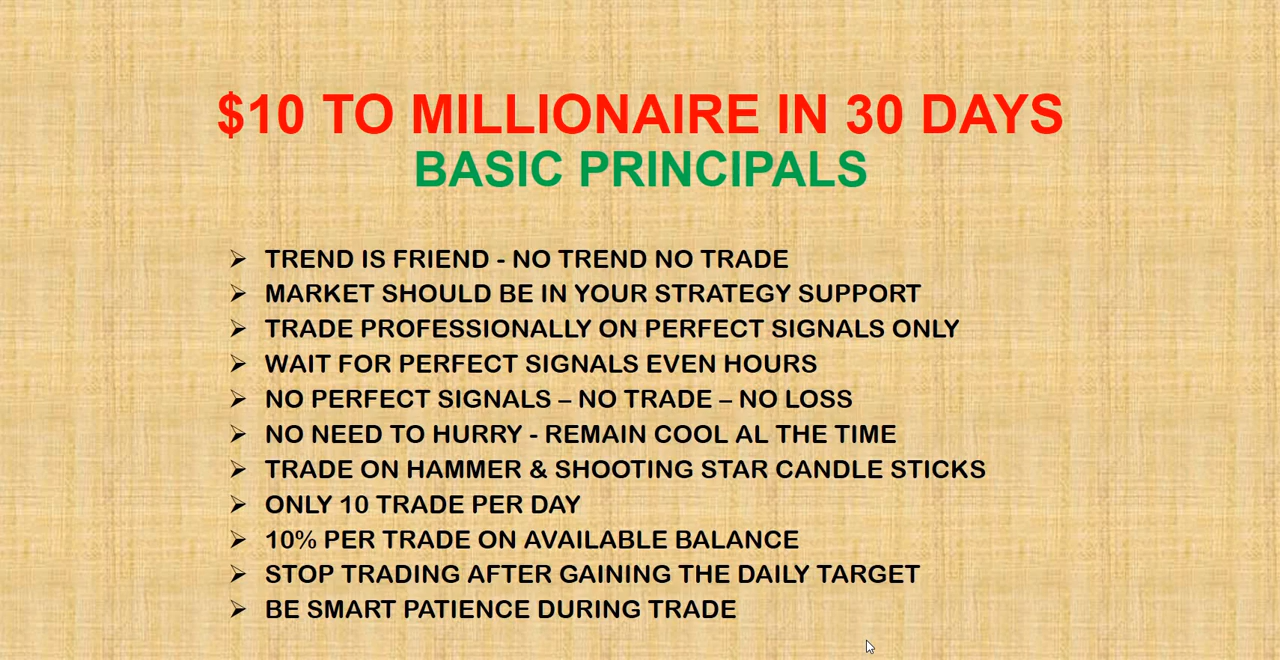 $10 TO MILLIONAIRE IN 30 DAYS
BASIC PRINCIPALS
➢ TREND IS FRIEND - NO TREND NO TRADE
➢ MARKET SHOULD BE IN YOUR STRATEGY SUPPORT
➢ TRADE PROFESSIONALLY ON PERFECT SIGNALS ONLY
➢ WAIT FOR PERFECT SIGNALS EVEN HOURS
➢ NO PERFECT SIGNALS – NO TRADE – NO LOSS
➢ NO NEED TO HURRY - REMAIN COOL AL THE TIME
➢ TRADE ON HAMMER & SHOOTING STAR CANDLE STICKS
➢ ONLY 10 TRADE PER DAY
➢ 10% PER TRADE ON AVAILABLE BALANCE
➢ STOP TRADING AFTER GAINING THE DAILY TARGET
➢ BE SMART PATIENCE DURING TRADE